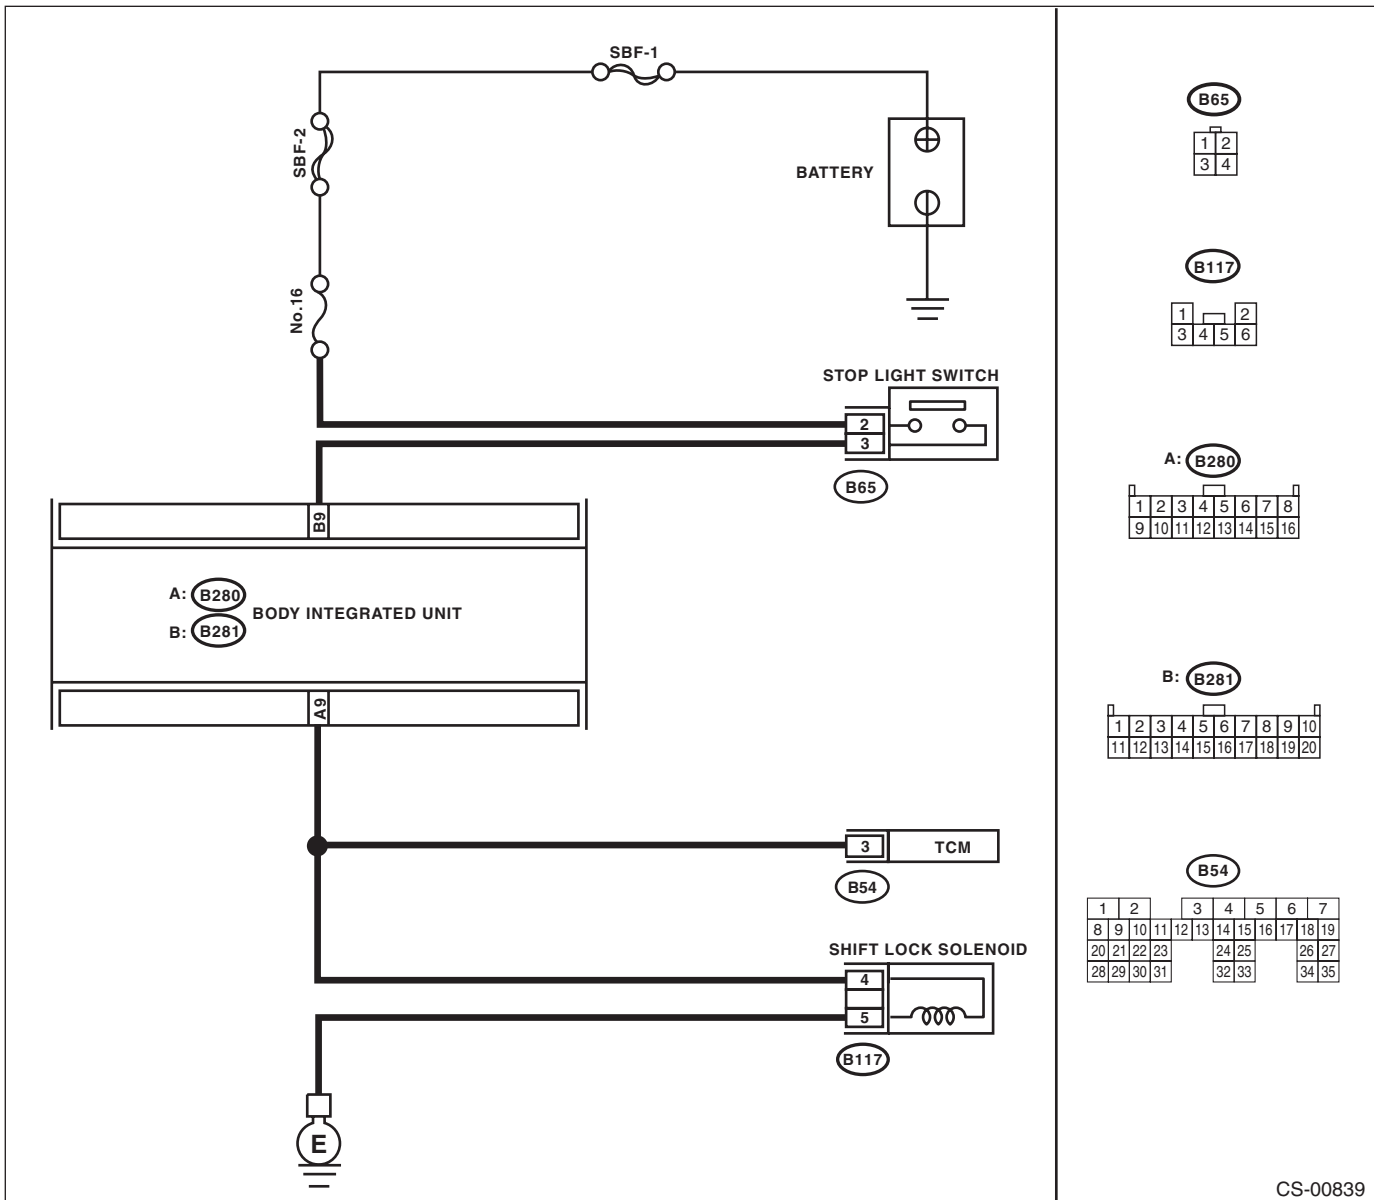 SBF-1
SBF-2
BATTERY
No.16
STOP LIGHT SWITCH
2
3
B65
B9
A: B280
BODY INTEGRATED UNIT
B: B281
A9
3 TCM
B54
SHIFT LOCK SOLENOID
4
5
B117
E
B65
1 2
3 4
B117
1 2
3 4 5 6
A: B280
1 2 3 4 5 6 7 8
9 10 11 12 13 14 15 16
B: B281
1 2 3 4 5 6 7 8 9 10
11 12 13 14 15 16 17 18 19 20
B54
1 2 3 4 5 6 7
8 9 10 11 12 13 14 15 16 17 18 19
20 21 22 23 24 25 26 27
28 29 30 31 32 33 34 35
CS-00839